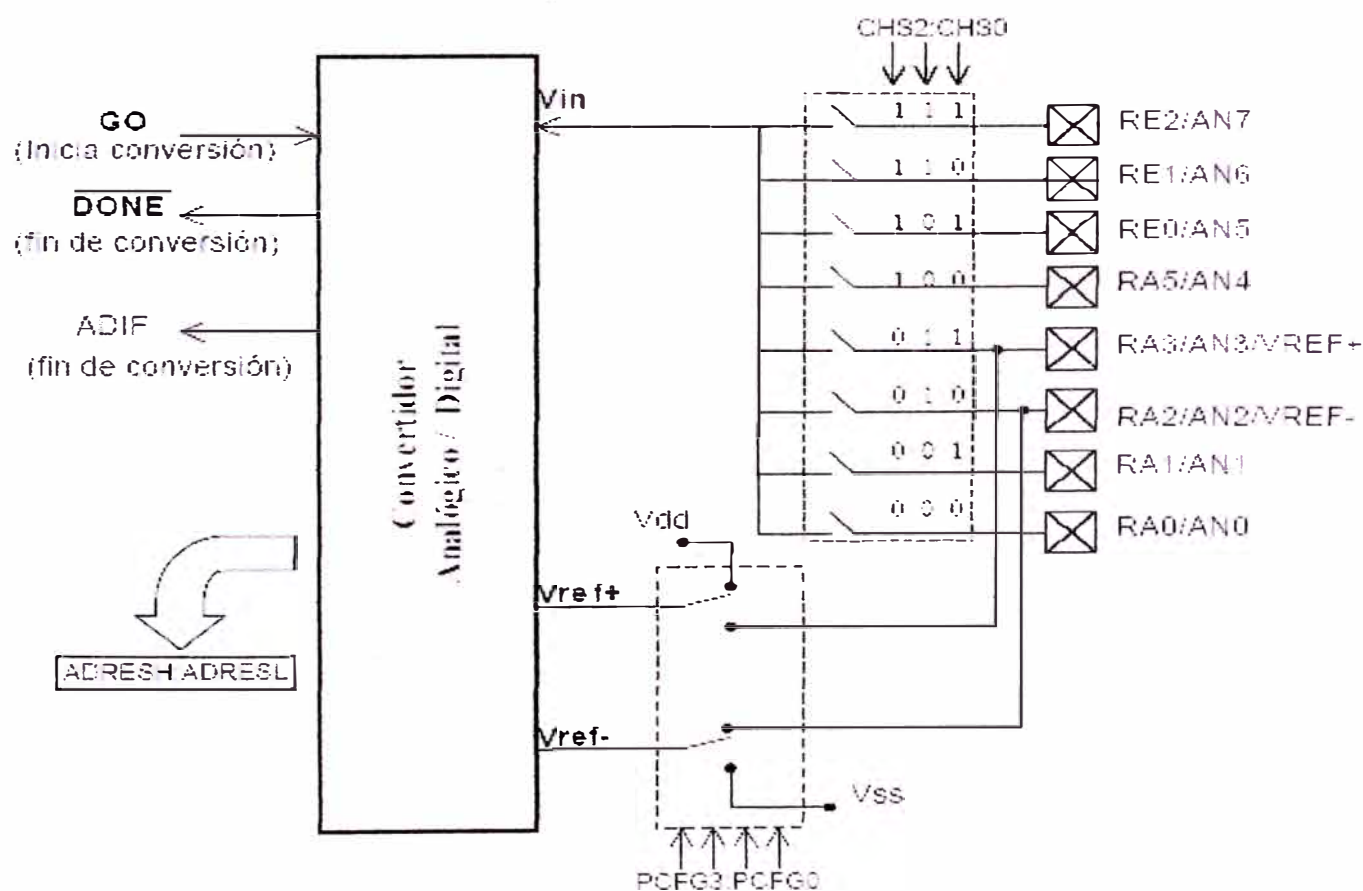 CHS2:CHS0
Vin
1 1 1
RE2/AN7
GO
(Inicia conversión)
1 1 0
RE1/AN6
DONE
(fin de conversión)
1 0 1
RE0/AN5
1 0 0
RA5/AN4
ADIF
(fin de conversión)
0 1 1
RA3/AN3/VREF+
Convertidor
Analógico / Digital
0 1 0
RA2/AN2/VREF-
0 0 1
RA1/AN1
0 0 0
RA0/AN0
Vdd
Vref+
ADRESH:ADRESL
Vref-
Vss
PCFG3:PCFG0